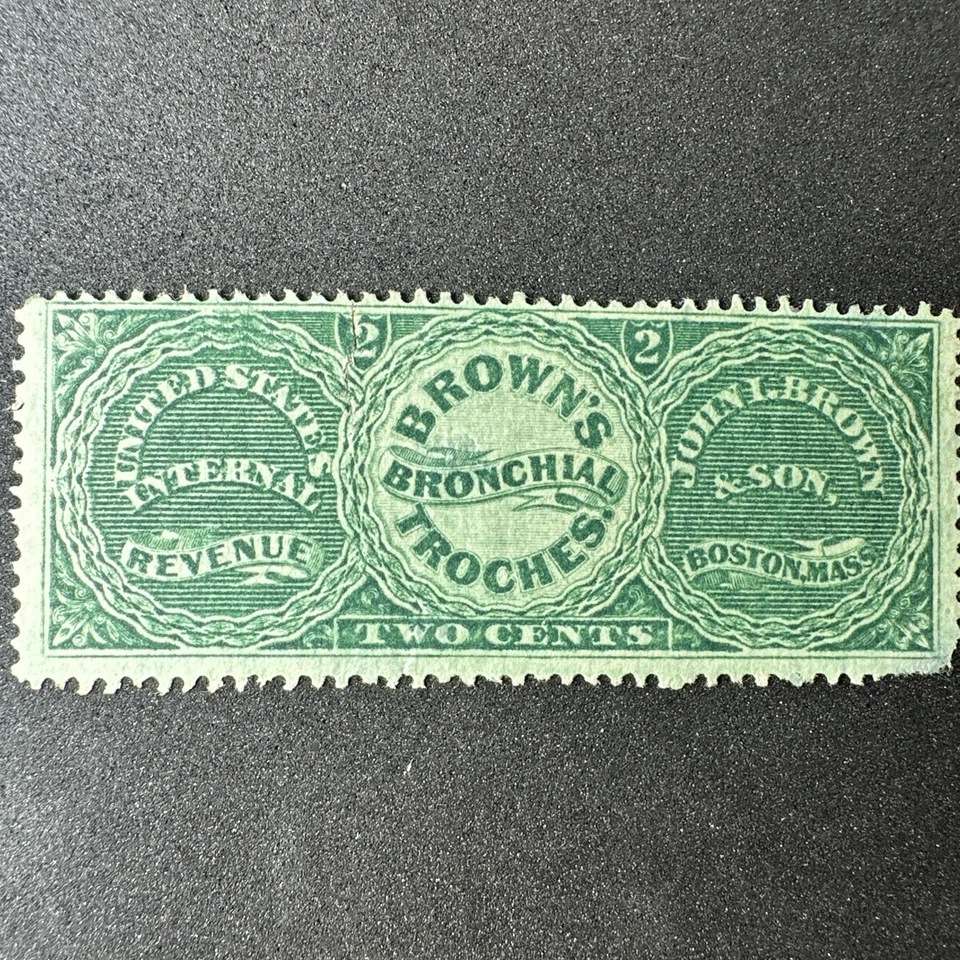 2 2
UNITED STATES
INTERNAL
REVENUE
BROWN'S
BRONCHIAL
TROCHES.
JOHN I. BROWN
& SON,
BOSTON, MASS
TWO CENTS